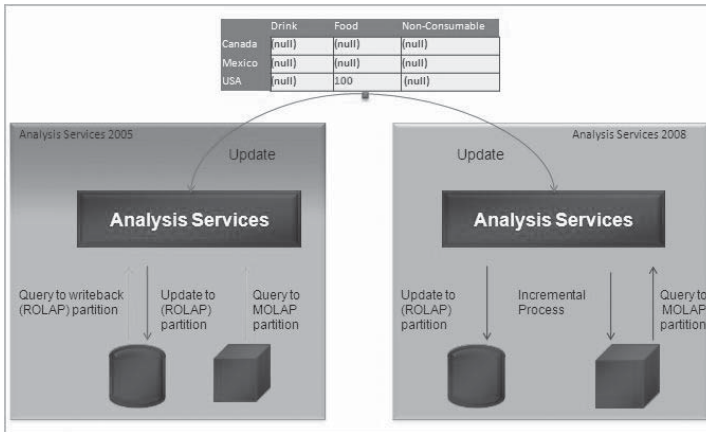 Drink Food Non-Consumable
Canada (null) (null) (null)
Mexico (null) (null) (null)
USA (null) 100 (null)
Analysis Services 2005
Update
Analysis Services
Query to writeback
(ROLAP) partition
Update to
(ROLAP)
partition
Query to
MOLAP
partition
Analysis Services 2008
Update
Analysis Services
Update to
(ROLAP)
partition
Incremental
Process
Query to
MOLAP
partition